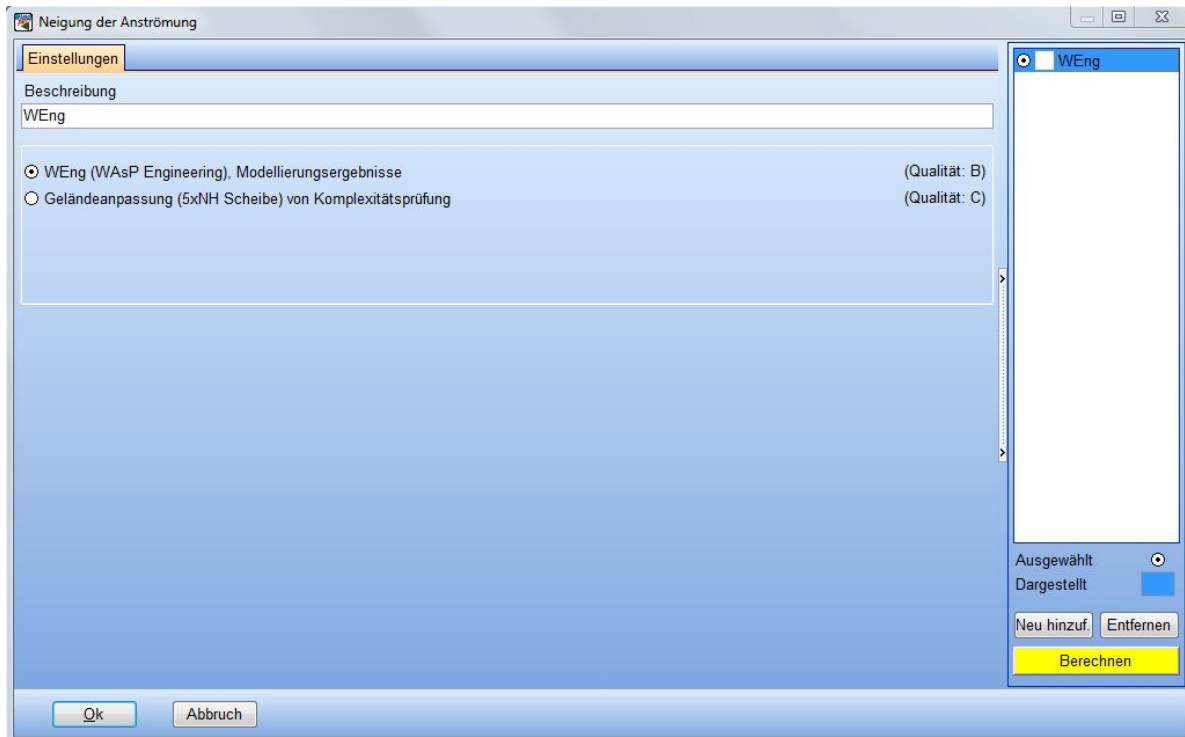 Neigung der Anströmung
Einstellungen
Beschreibung
WEng
WEng (WAsP Engineering), Modellierungsergebnisse (Qualität: B)
Geländeanpassung (5xNH Scheibe) von Komplexitätsprüfung (Qualität: C)
WEng
Ausgewählt
Dargestellt
Neu hinzuf. Entfernen
Berechnen
Ok Abbruch